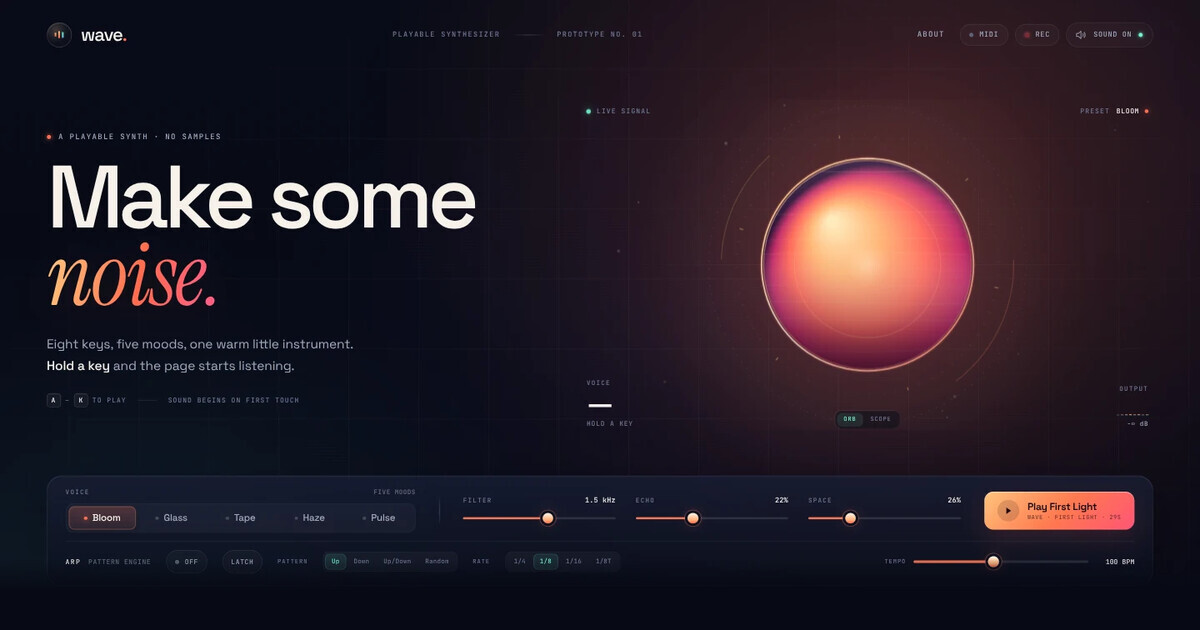 wave.
PLAYABLE SYNTHESIZER
PROTOTYPE NO. 01
ABOUT
MIDI
REC
SOUND ON
LIVE SIGNAL
PRESET BLOOM
A PLAYABLE SYNTH · NO SAMPLES
Make some
noise.
Eight keys, five moods, one warm little instrument.
Hold a key and the page starts listening.
A – K TO PLAY
SOUND BEGINS ON FIRST TOUCH
VOICE
HOLD A KEY
ORB
SCOPE
OUTPUT
-∞ dB
VOICE
FIVE MOODS
Bloom
Glass
Tape
Haze
Pulse
FILTER
1.5 kHz
ECHO
22%
SPACE
26%
Play First Light
WAVE · FIRST LIGHT · 29S
ARP PATTERN ENGINE
OFF
LATCH
PATTERN
Up
Down
Up/Down
Random
RATE
1/4
1/8
1/16
1/8T
TEMPO
100 BPM